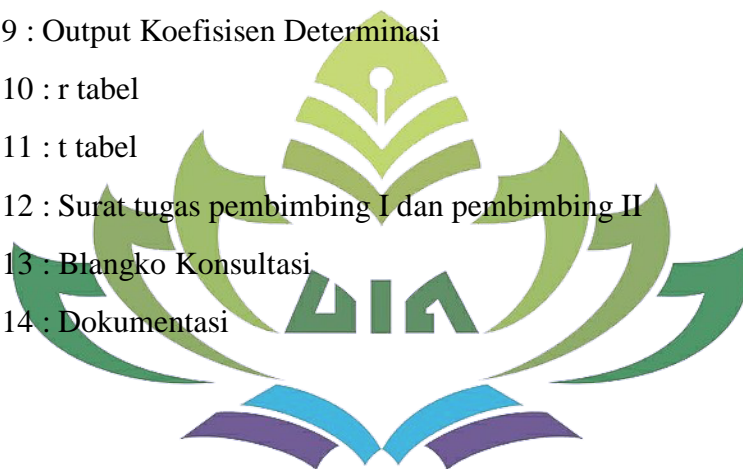 9 : Output Koefisisen Determinasi
10 : r tabel
11 : t tabel
12 : Surat tugas pembimbing I dan pembimbing II
13 : Blangko Konsultasi
14 : Dokumentasi
UIN